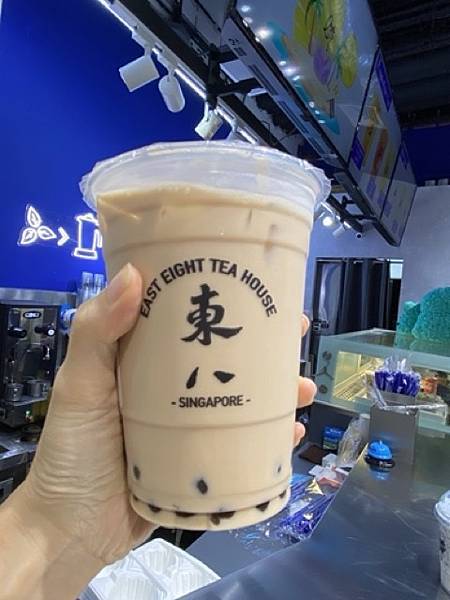 EAST EIGHT TEA HOUSE
東
八
- SINGAPORE -